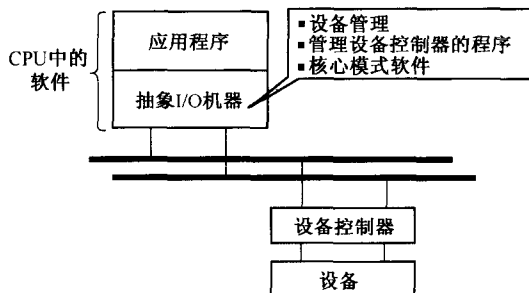 应用程序
CPU中的
软件
抽象I/O机器
▪设备管理
▪管理设备控制器的程序
▪核心模式软件
设备控制器
设备